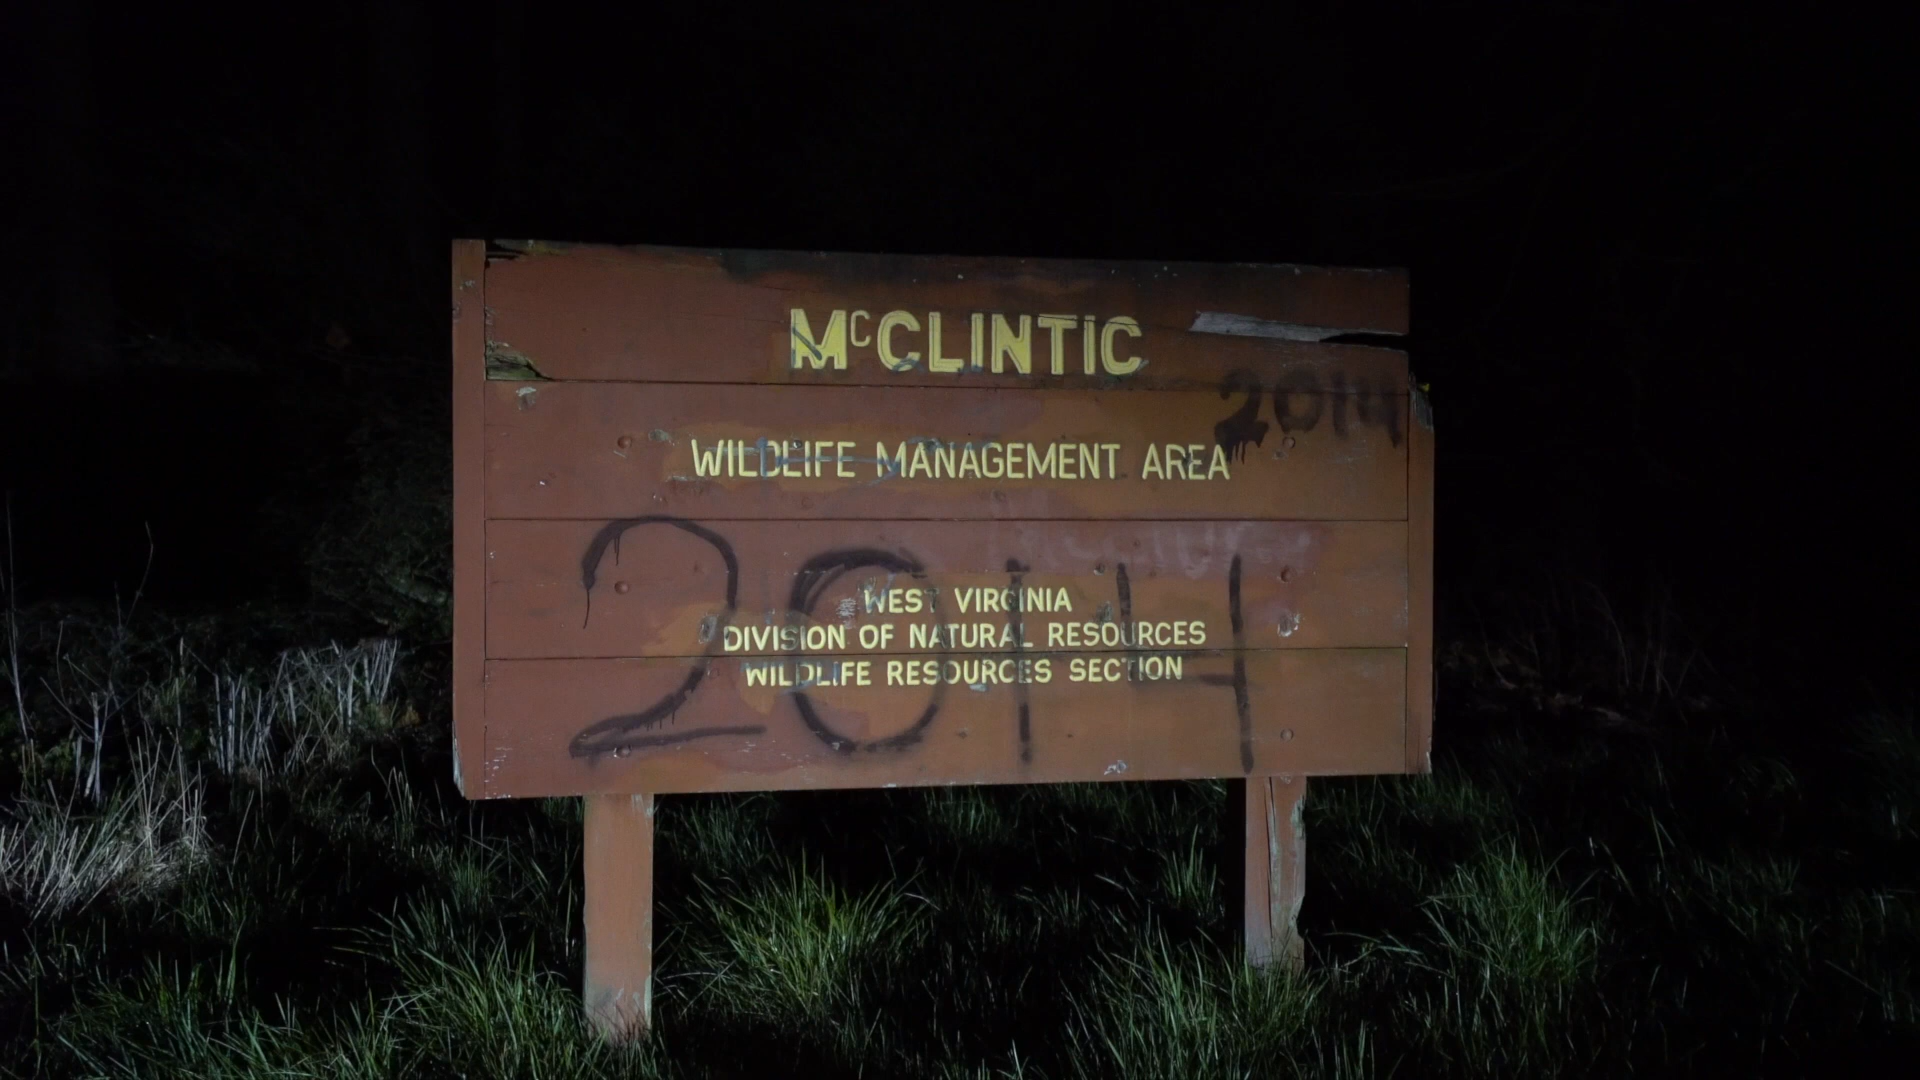 McCLINTIC
2014
WILDLIFE MANAGEMENT AREA
2014
WEST VIRGINIA
DIVISION OF NATURAL RESOURCES
WILDLIFE RESOURCES SECTION